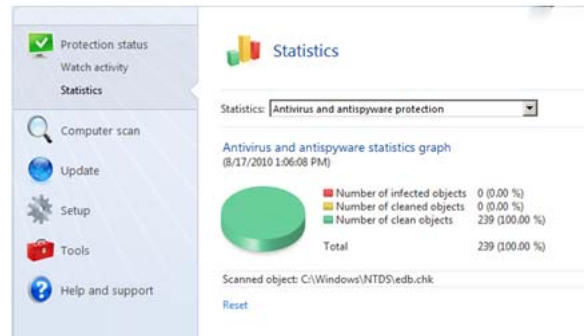 Protection status
Watch activity
Statistics
Computer scan
Update
Setup
Tools
Help and support
Statistics
Statistics: Antivirus and antispyware protection
Antivirus and antispyware statistics graph
(8/17/2010 1:06:08 PM)
Number of infected objects 0 (0.00 %)
Number of cleaned objects 0 (0.00 %)
Number of clean objects 239 (100.00 %)
Total 239 (100.00 %)
Scanned object: C:\Windows\NTDS\edb.chk
Reset